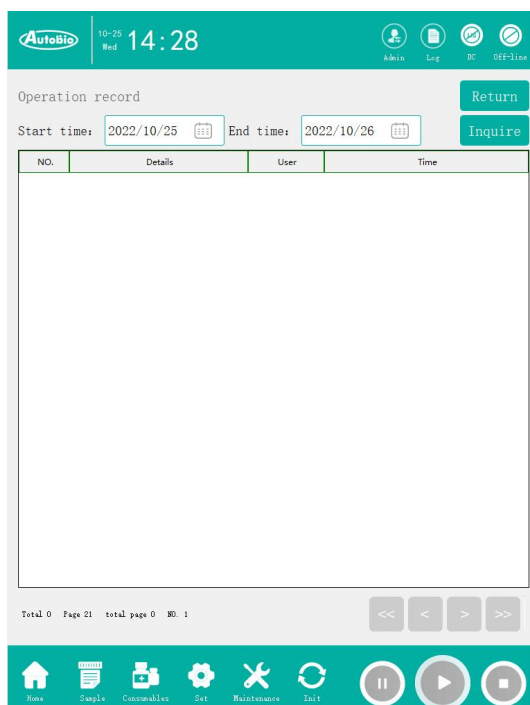 Autobio
10-25
Wed
14:28
Admin
Log
DC
Off-line
Operation record
Return
Start time: 2022/10/25 End time: 2022/10/26
Inquire
NO. Details User Time
Total 0 Page 21 total page 0 NO. 1
<< < > >>
Home Sample Consumables Set Maintenance Init